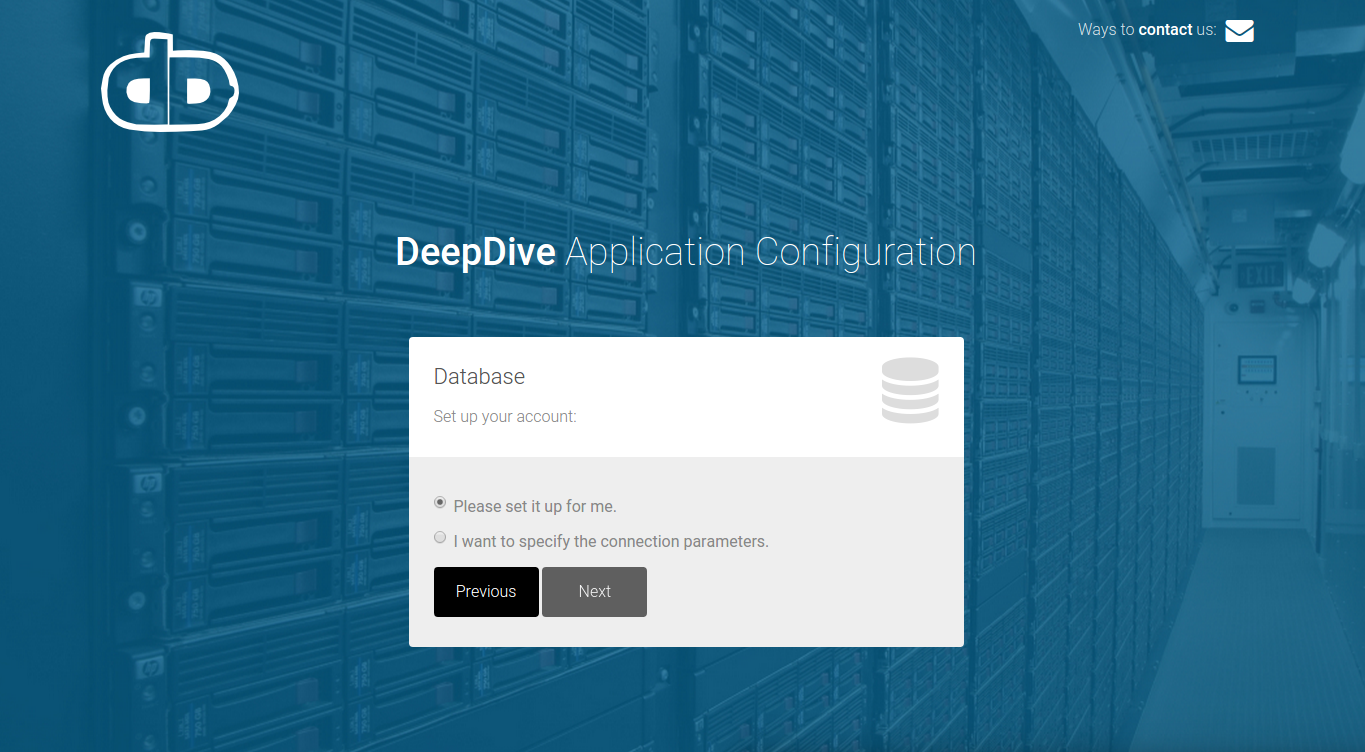 Ways to contact us:
DeepDive Application Configuration
Database
Set up your account:
Please set it up for me.
I want to specify the connection parameters.
Previous Next